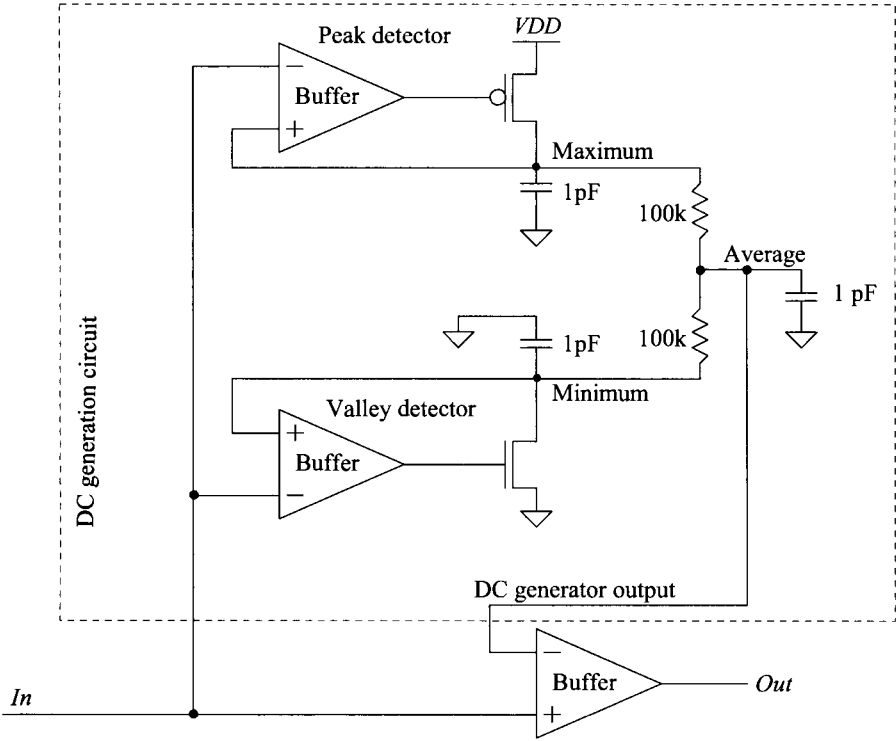 Peak detector
VDD
−
Buffer
+
Maximum
1pF
100k
Average
1 pF
1pF
100k
Minimum
Valley detector
+
Buffer
−
DC generation circuit
DC generator output
−
Buffer
+
Out
In